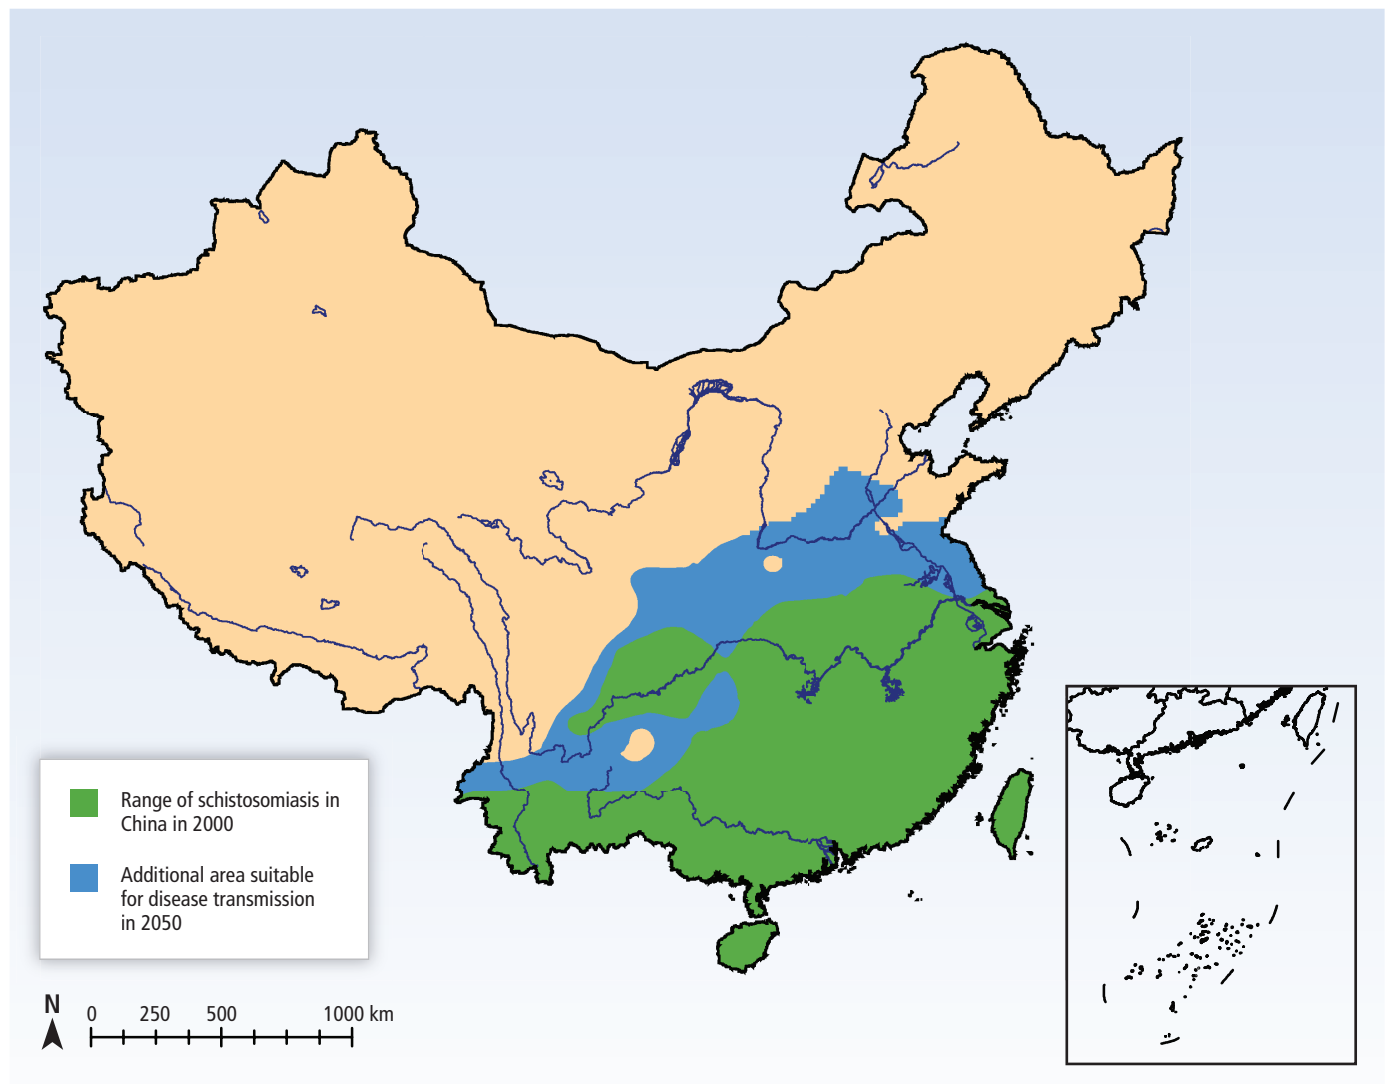 Range of schistosomiasis in
China in 2000
Additional area suitable
for disease transmission
in 2050
N
0 250 500 1000 km